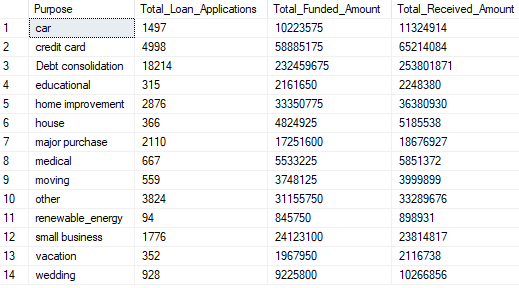 Purpose Total_Loan_Applications Total_Funded_Amount Total_Received_Amount
1 car 1497 10223575 11324914
2 credit card 4998 58885175 65214084
3 Debt consolidation 18214 232459675 253801871
4 educational 315 2161650 2248380
5 home improvement 2876 33350775 36380930
6 house 366 4824925 5185538
7 major purchase 2110 17251600 18676927
8 medical 667 5533225 5851372
9 moving 559 3748125 3999899
10 other 3824 31155750 33289676
11 renewable_energy 94 845750 898931
12 small business 1776 24123100 23814817
13 vacation 352 1967950 2116738
14 wedding 928 9225800 10266856